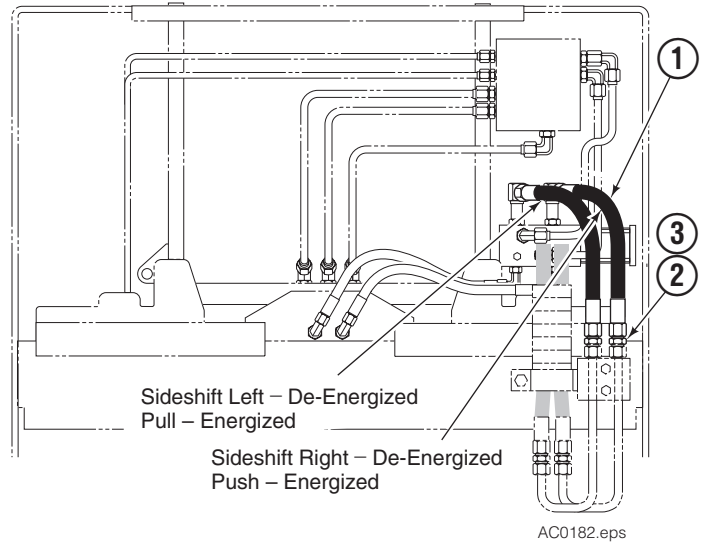 1
3
2
Sideshift Left – De-Energized
Pull – Energized
Sideshift Right – De-Energized
Push – Energized
AC0182.eps